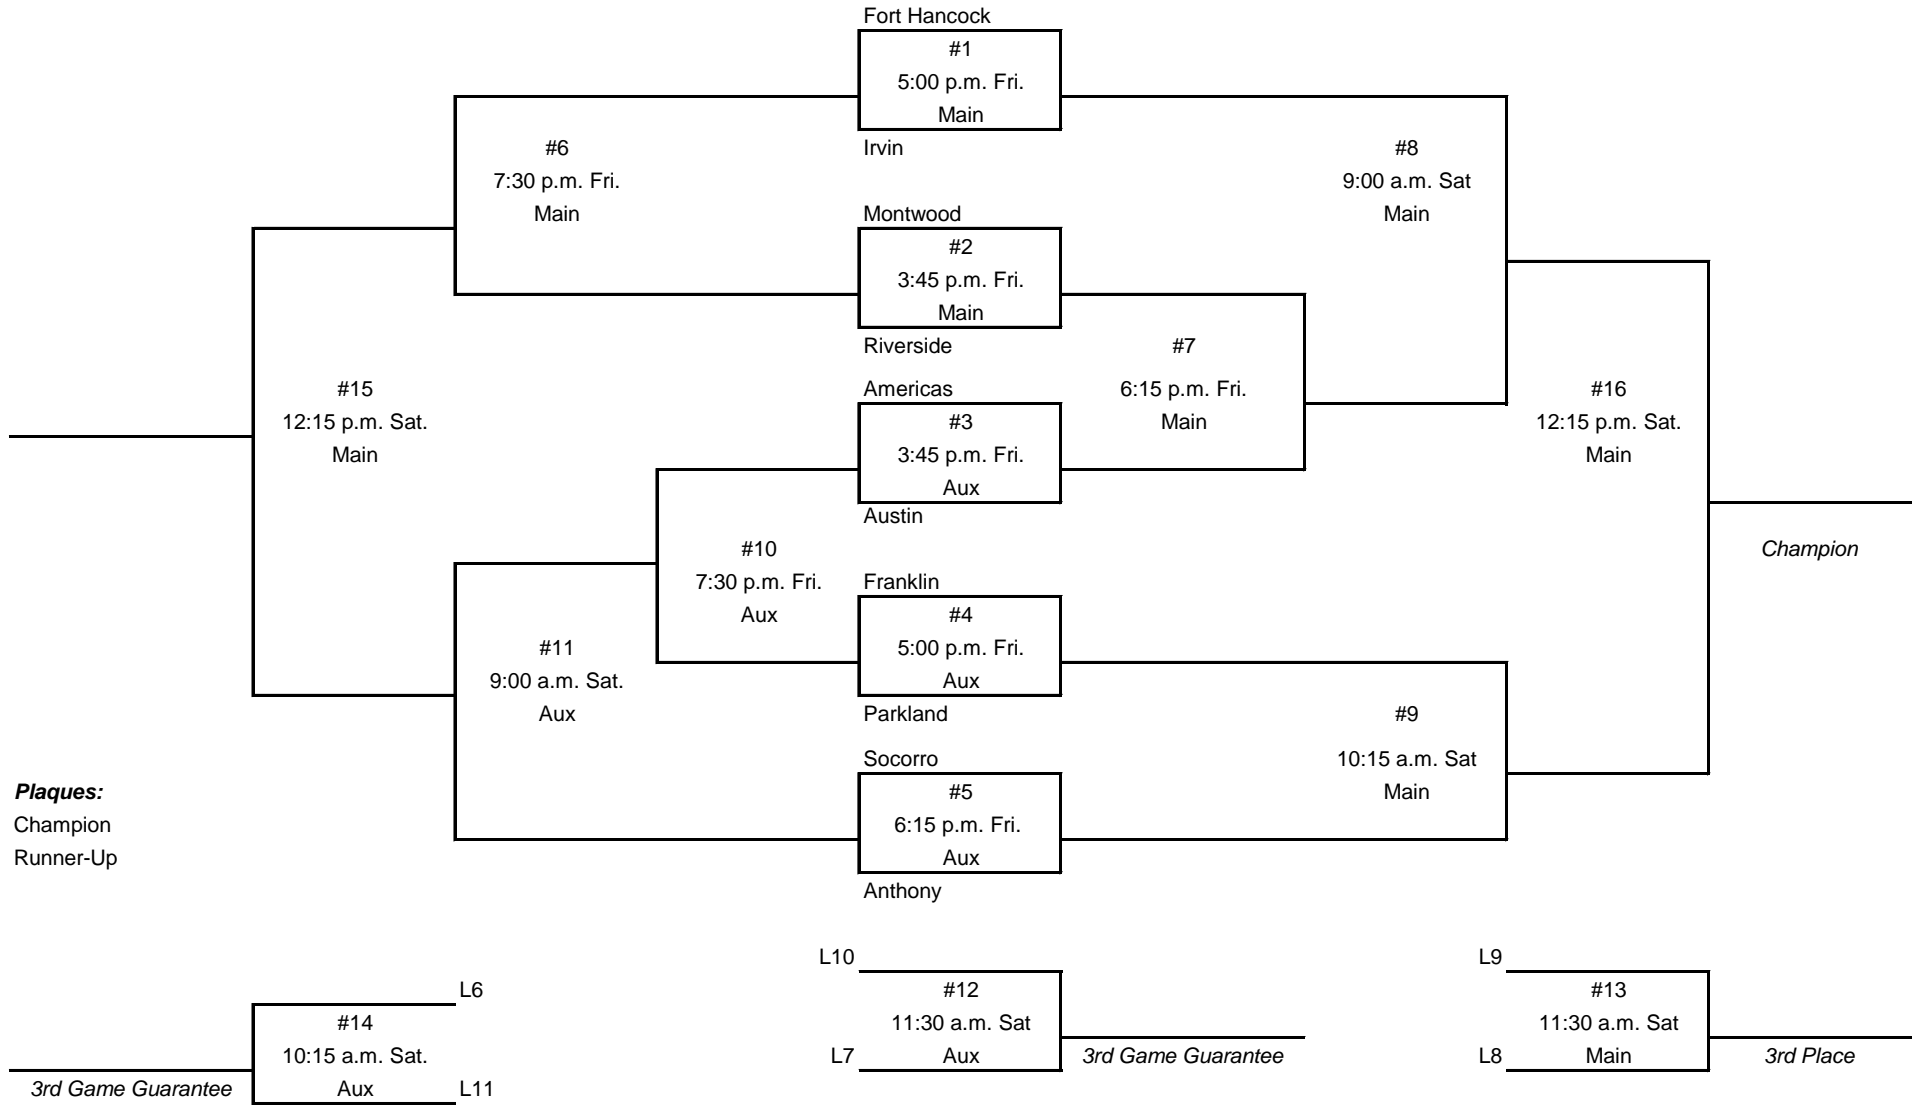 Fort Hancock
#1
5:00 p.m. Fri.
Main
Irvin
#6
7:30 p.m. Fri.
Main
#8
9:00 a.m. Sat
Main
Montwood
#2
3:45 p.m. Fri.
Main
Riverside
#7
6:15 p.m. Fri.
Main
#15
12:15 p.m. Sat.
Main
Americas
#3
3:45 p.m. Fri.
Aux
Austin
#16
12:15 p.m. Sat.
Main
Champion
#10
7:30 p.m. Fri.
Aux
Franklin
#4
5:00 p.m. Fri.
Aux
Parkland
#11
9:00 a.m. Sat.
Aux
#9
10:15 a.m. Sat
Main
Socorro
#5
6:15 p.m. Fri.
Aux
Anthony
Plaques:
Champion
Runner-Up
L6
#14
10:15 a.m. Sat.
Aux
L11
3rd Game Guarantee
L10
#12
11:30 a.m. Sat
Aux
L7
3rd Game Guarantee
L9
#13
11:30 a.m. Sat
Main
L8
3rd Place